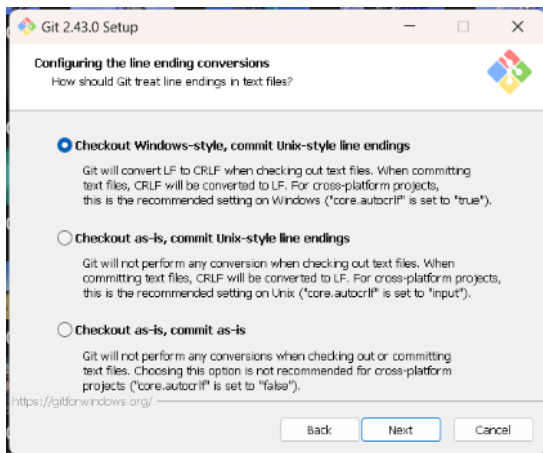 Git 2.43.0 Setup
Configuring the line ending conversions
How should Git treat line endings in text files?
Checkout Windows-style, commit Unix-style line endings
Git will convert LF to CRLF when checking out text files. When committing
text files, CRLF will be converted to LF. For cross-platform projects,
this is the recommended setting on Windows ("core.autocrlf" is set to "true").
Checkout as-is, commit Unix-style line endings
Git will not perform any conversion when checking out text files. When
committing text files, CRLF will be converted to LF. For cross-platform projects,
this is the recommended setting on Unix ("core.autocrlf" is set to "input").
Checkout as-is, commit as-is
Git will not perform any conversions when checking out or committing
text files. Choosing this option is not recommended for cross-platform
projects ("core.autocrlf" is set to "false").
https://gitforwindows.org/
Back Next Cancel